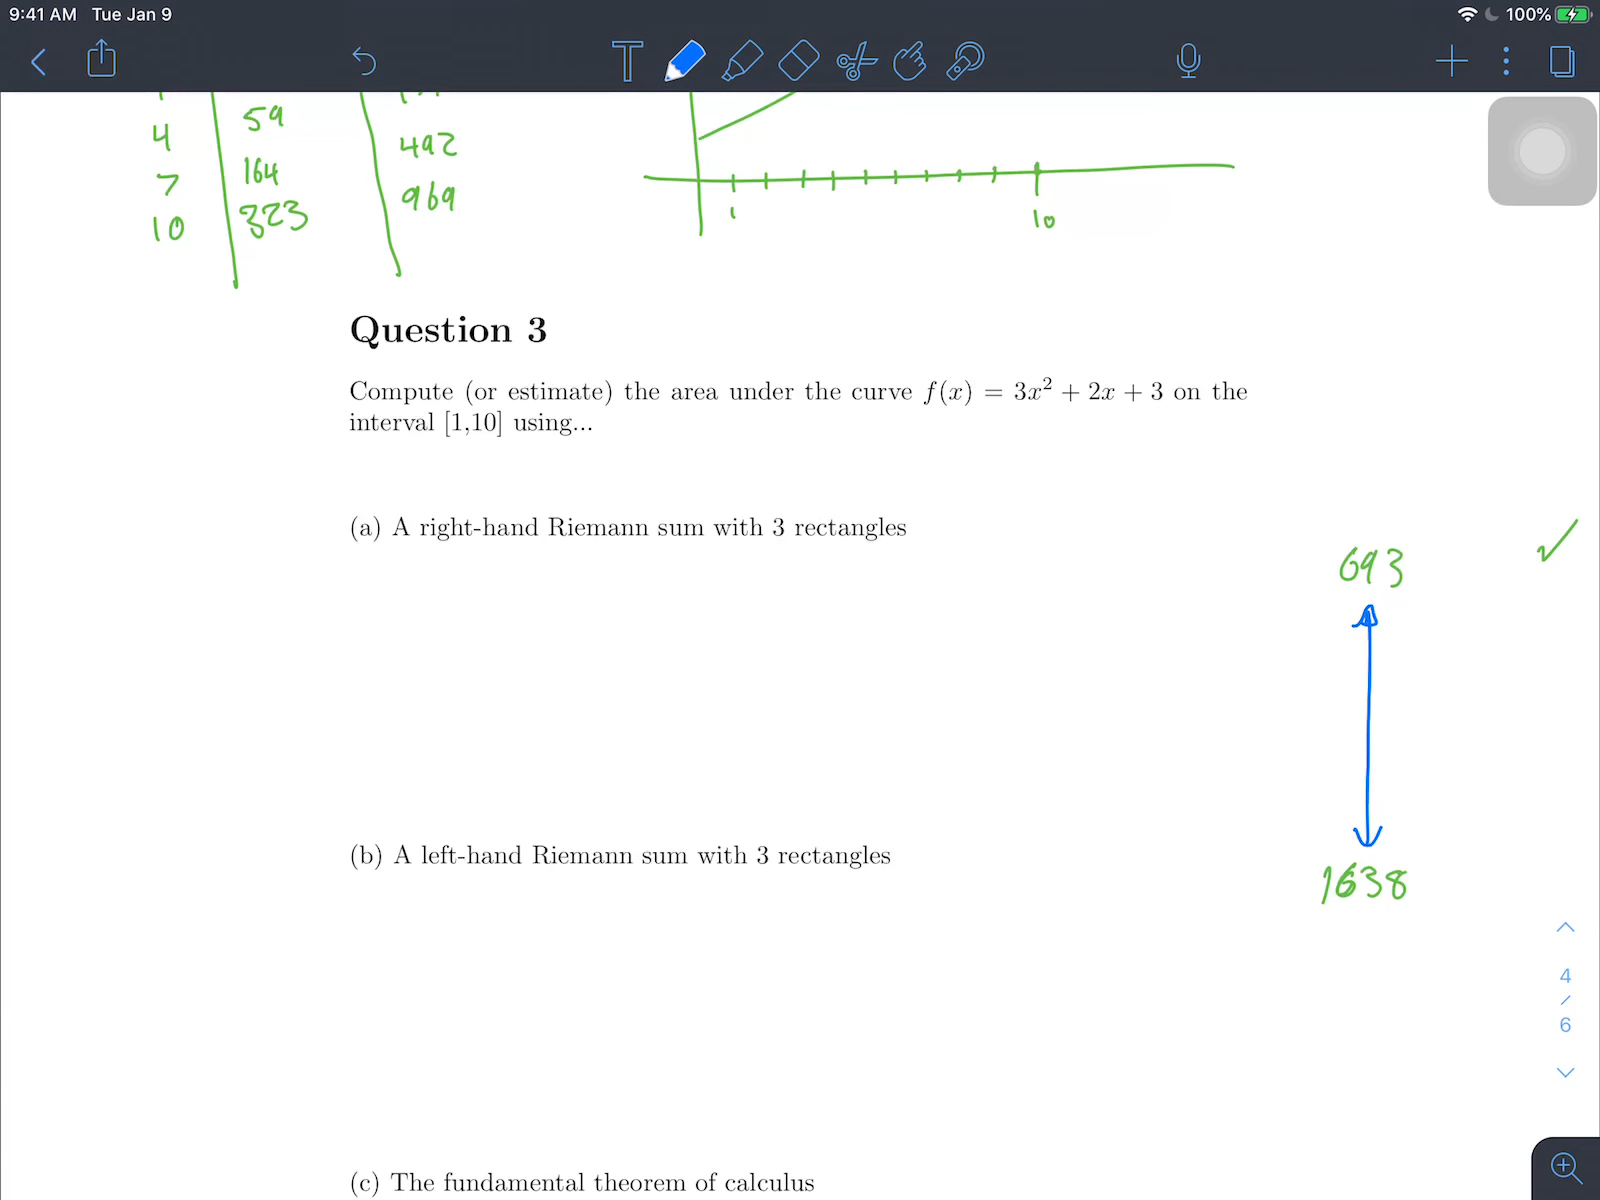 9:41 AM Tue Jan 9 100%
T
4 59 492
7 164 969
10 323
1 10
Question 3
Compute (or estimate) the area under the curve f(x) = 3x² + 2x + 3 on the
interval [1,10] using...
(a) A right-hand Riemann sum with 3 rectangles
693
(b) A left-hand Riemann sum with 3 rectangles
1638
4
/
6
(c) The fundamental theorem of calculus